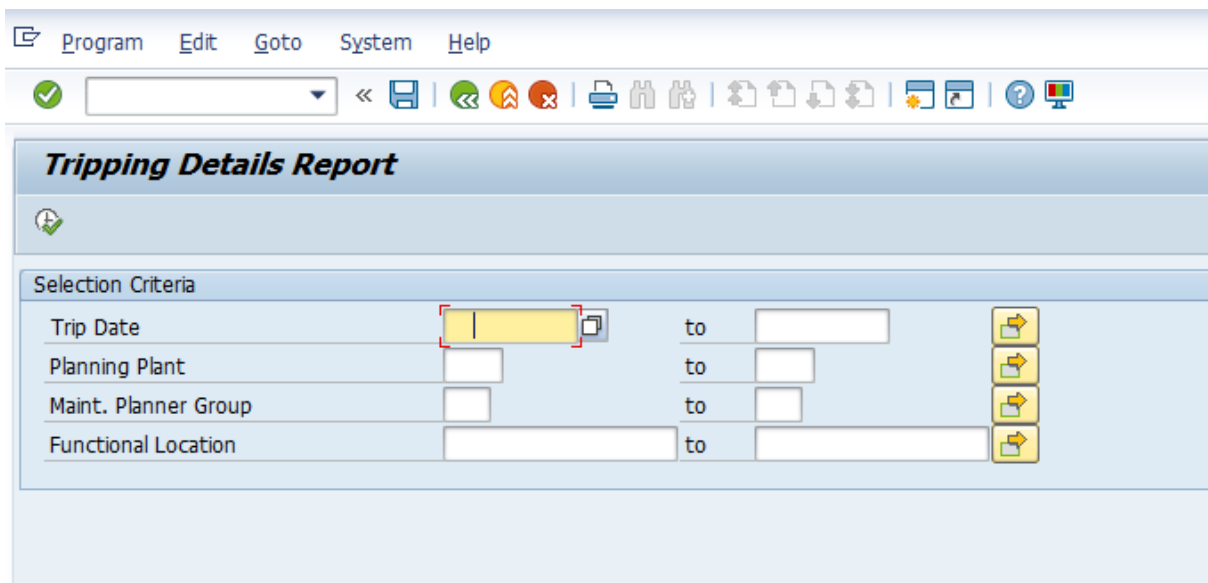 Program Edit Goto System Help
Tripping Details Report
Selection Criteria
Trip Date to
Planning Plant to
Maint. Planner Group to
Functional Location to